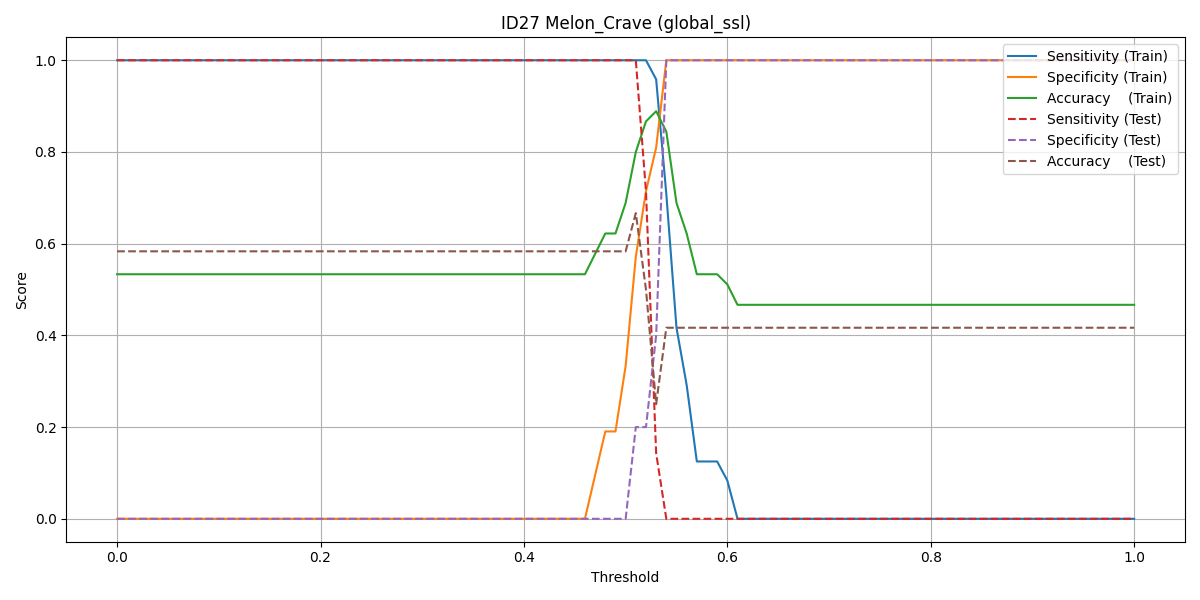 ID27 Melon_Crave (global_ssl)
Score
1.0
0.8
0.6
0.4
0.2
0.0
Sensitivity (Train)
Specificity (Train)
Accuracy    (Train)
Sensitivity (Test)
Specificity (Test)
Accuracy    (Test)
0.0
0.2
0.4
0.6
0.8
1.0
Threshold